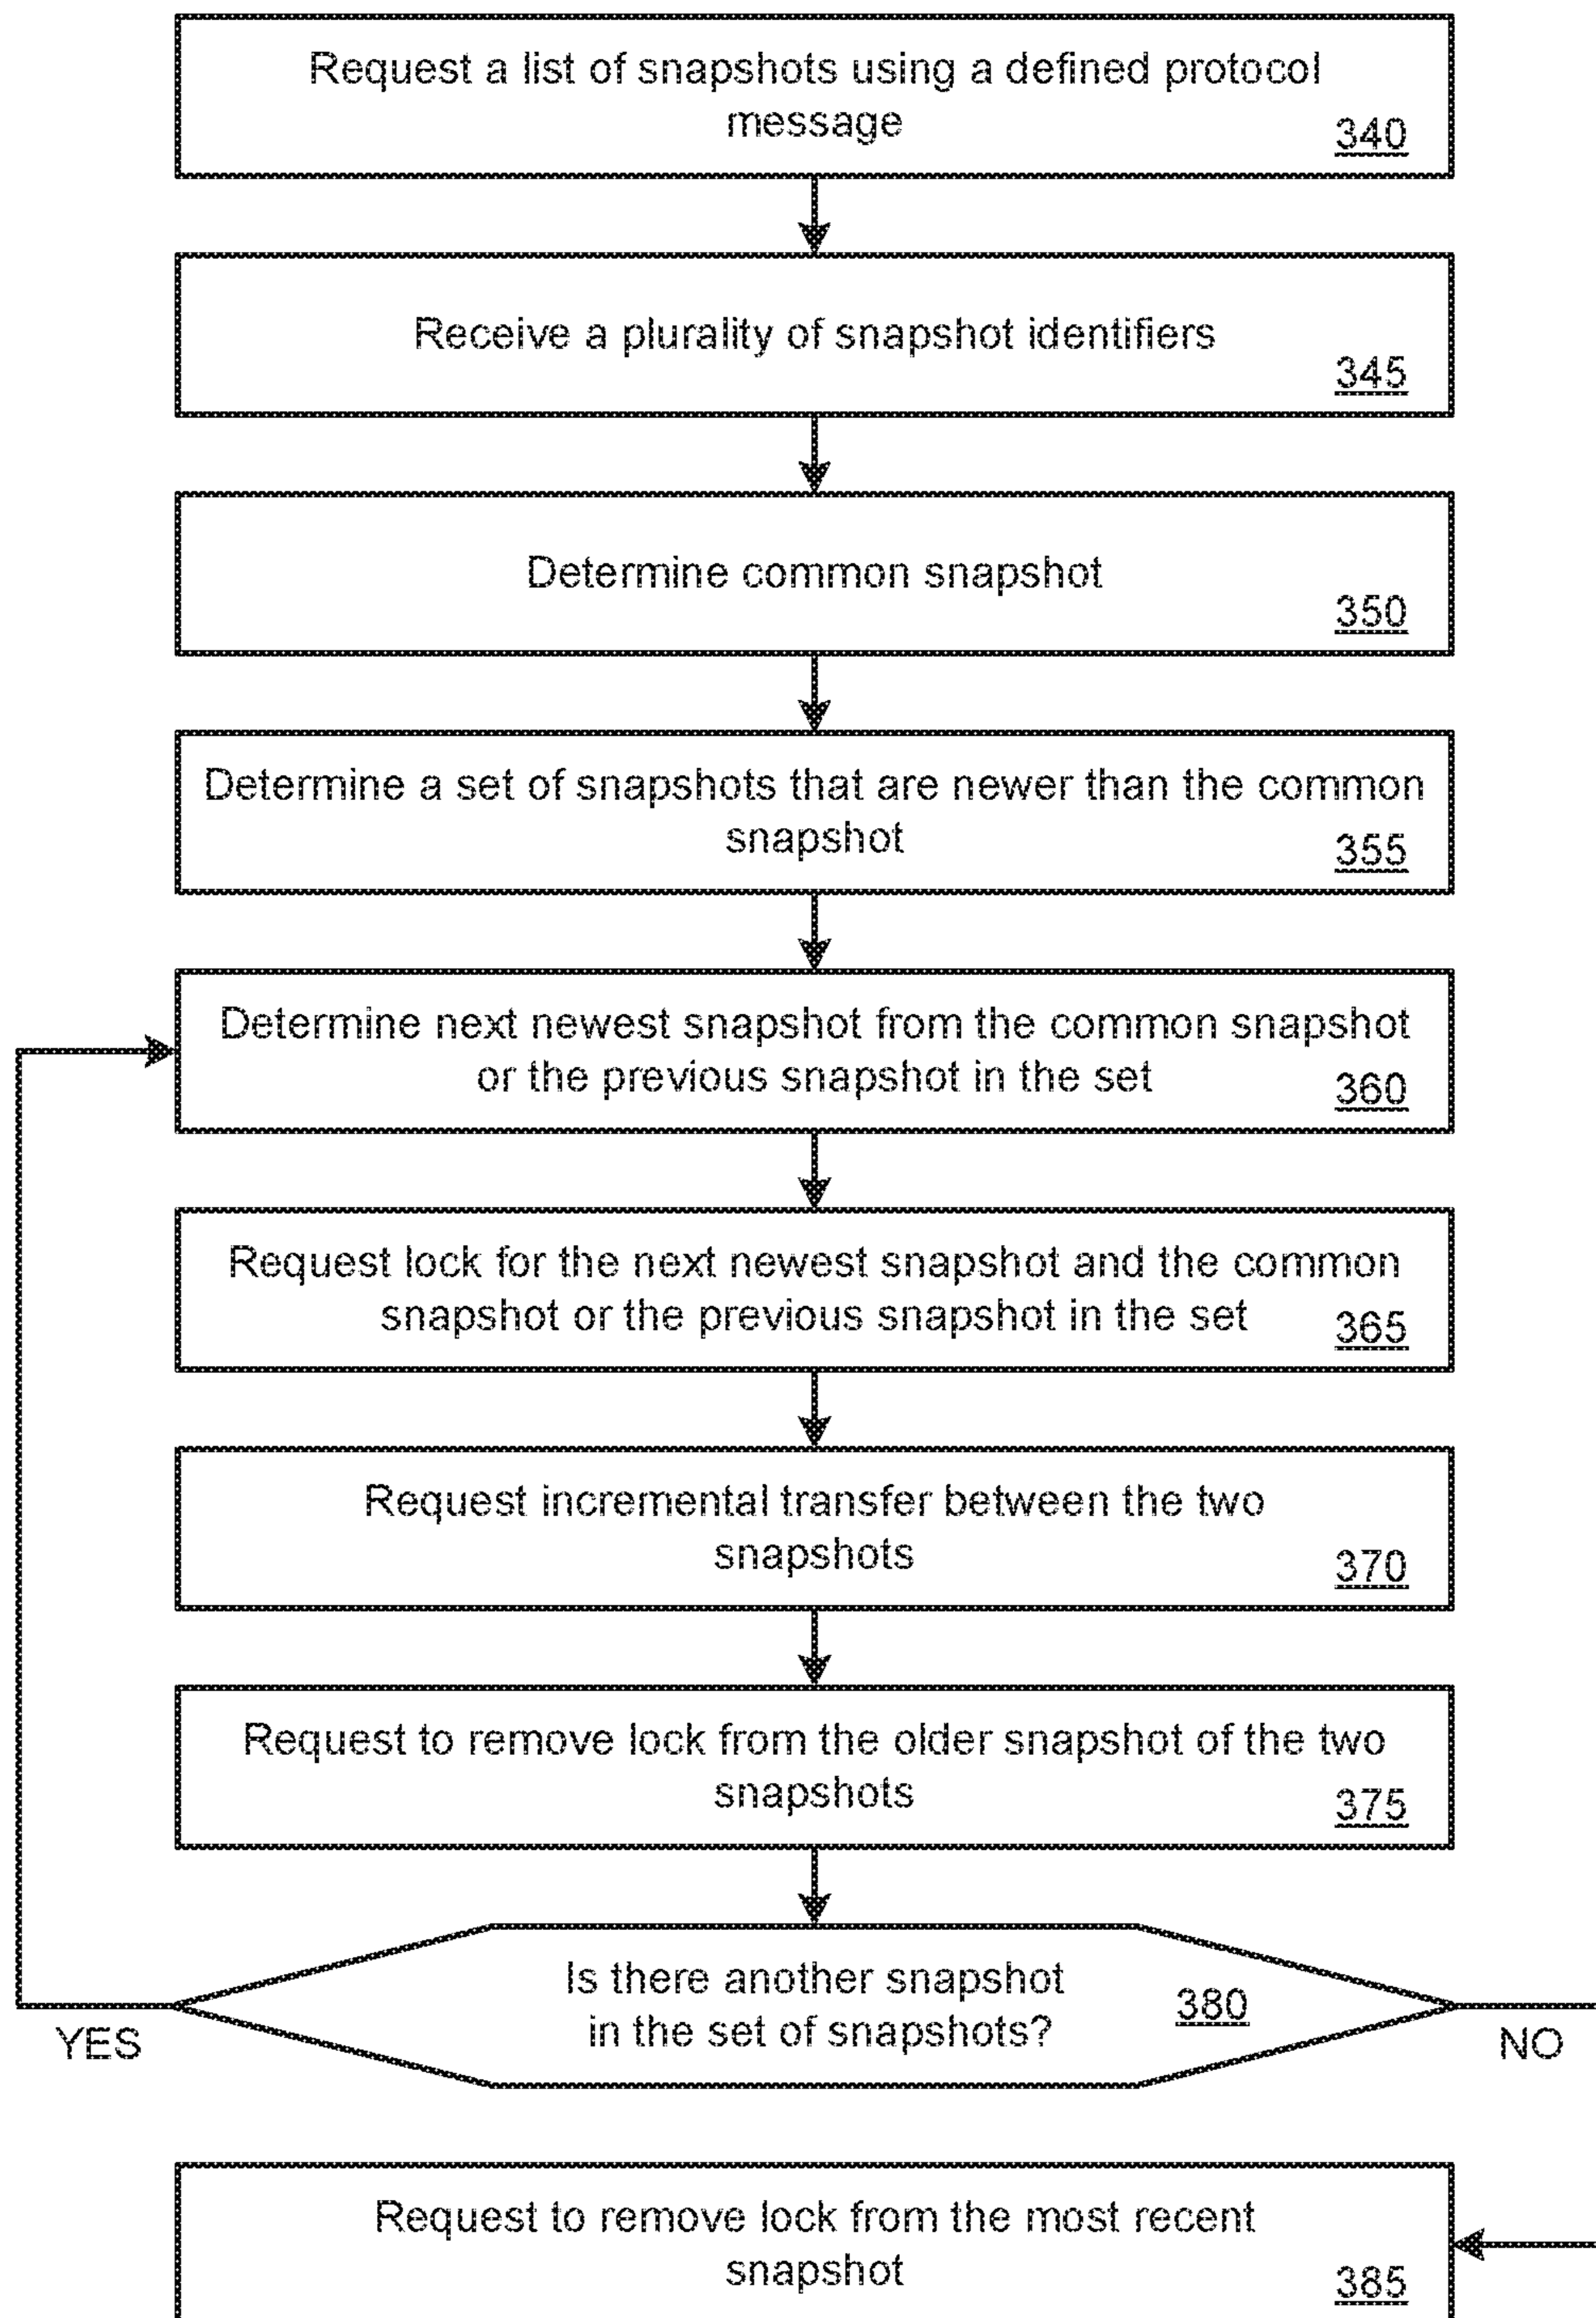 Request a list of snapshots using a defined protocol
message
340
Receive a plurality of snapshot identifiers
345
Determine common snapshot
350
Determine a set of snapshots that are newer than the common
snapshot
355
Determine next newest snapshot from the common snapshot
or the previous snapshot in the set
360
Request lock for the next newest snapshot and the common
snapshot or the previous snapshot in the set
365
Request incremental transfer between the two
snapshots
370
Request to remove lock from the older snapshot of the two
snapshots
375
Is there another snapshot
in the set of snapshots?
380
YES
NO
Request to remove lock from the most recent
snapshot
385